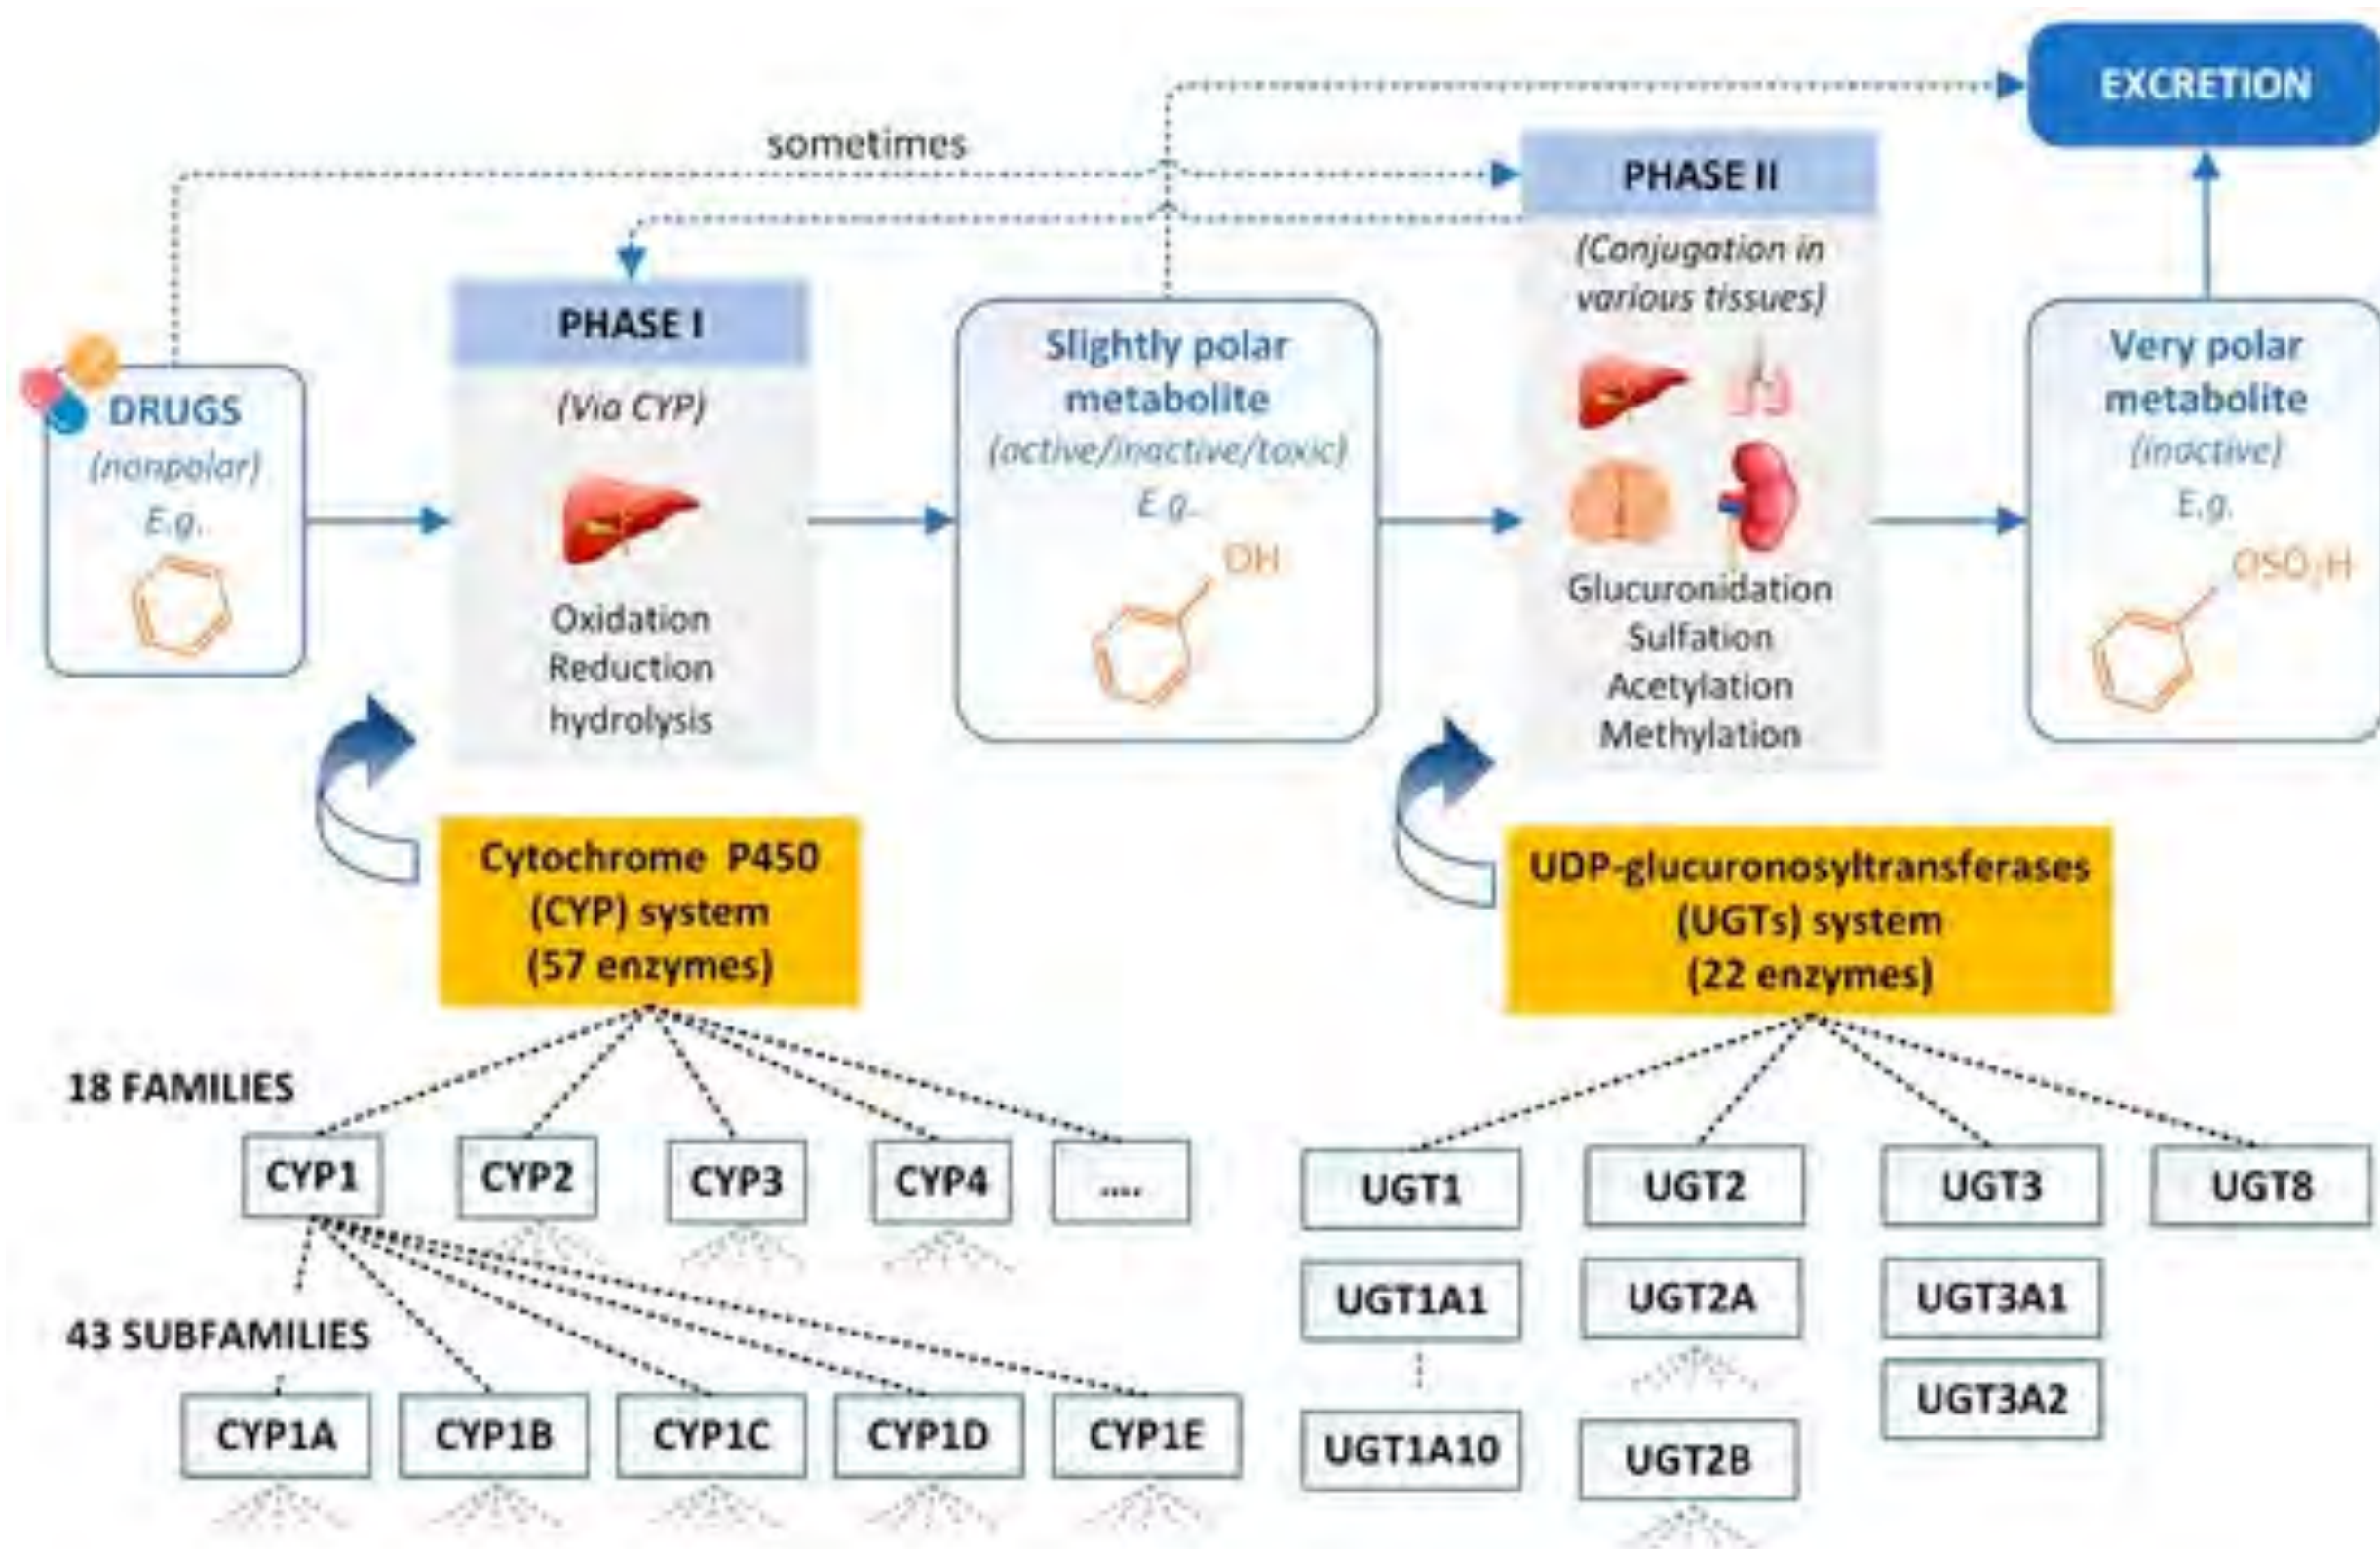 EXCRETION
sometimes
PHASE II
(Conjugation in
various tissues)
Glucuronidation
Sulfation
Acetylation
Methylation
PHASE I
(Via CYP)
Oxidation
Reduction
hydrolysis
DRUGS
(nonpolar)
E.g.
Slightly polar
metabolite
(active/inactive/toxic)
E.g.
OH
Very polar
metabolite
(inactive)
E.g.
OSO₃H
Cytochrome P450
(CYP) system
(57 enzymes)
UDP-glucuronosyltransferases
(UGTs) system
(22 enzymes)
18 FAMILIES
CYP1
CYP2
CYP3
CYP4
....
43 SUBFAMILIES
CYP1A
CYP1B
CYP1C
CYP1D
CYP1E
UGT1
UGT2
UGT3
UGT8
UGT1A1
UGT2A
UGT3A1
UGT3A2
UGT1A10
UGT2B